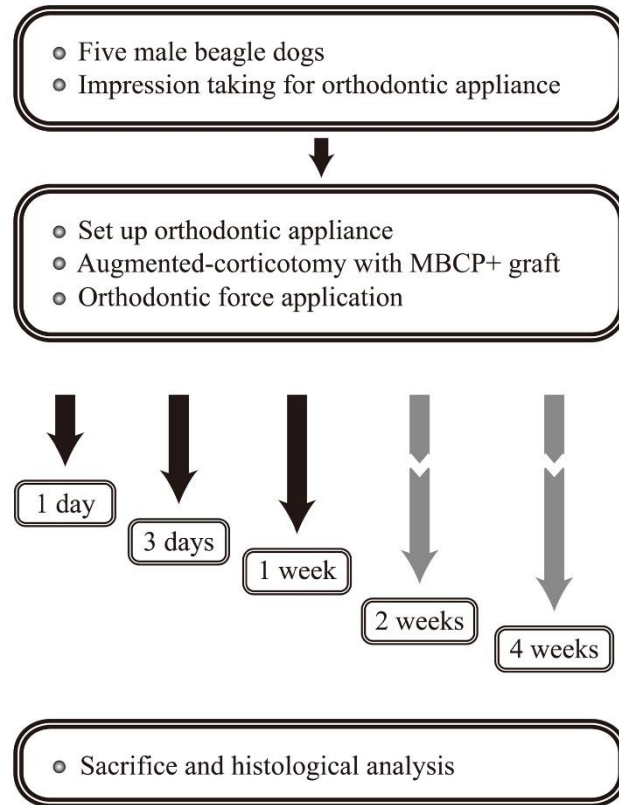 Five male beagle dogs
Impression taking for orthodontic appliance
Set up orthodontic appliance
Augmented-corticotomy with MBCP+ graft
Orthodontic force application
1 day
3 days
1 week
2 weeks
4 weeks
Sacrifice and histological analysis